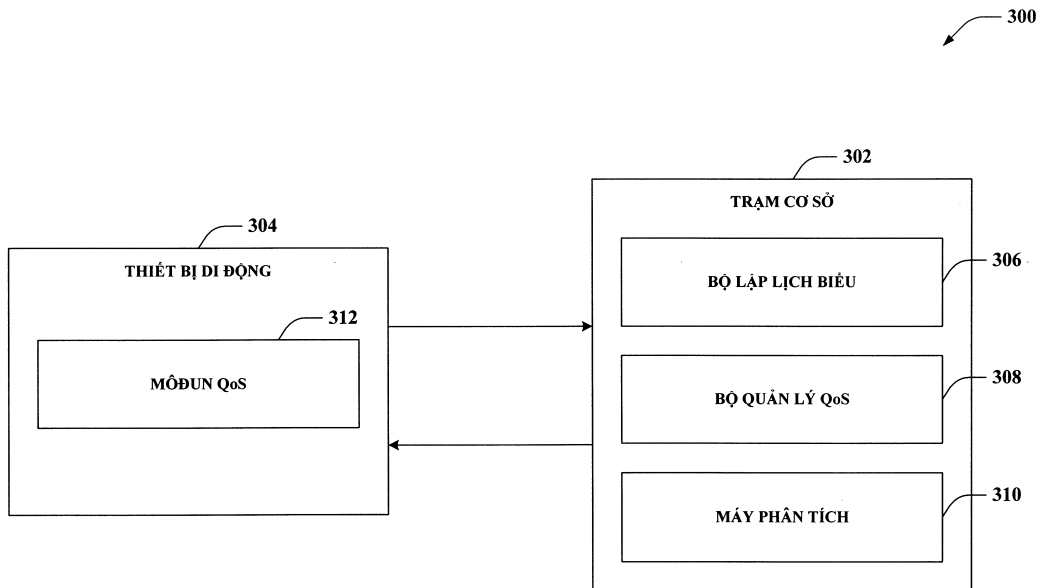 300
302
TRẠM CƠ SỞ
304
THIẾT BỊ DI ĐỘNG
306
BỘ LẬP LỊCH BIỂU
312
MÔĐUN QoS
308
BỘ QUẢN LÝ QoS
310
MÁY PHÂN TÍCH